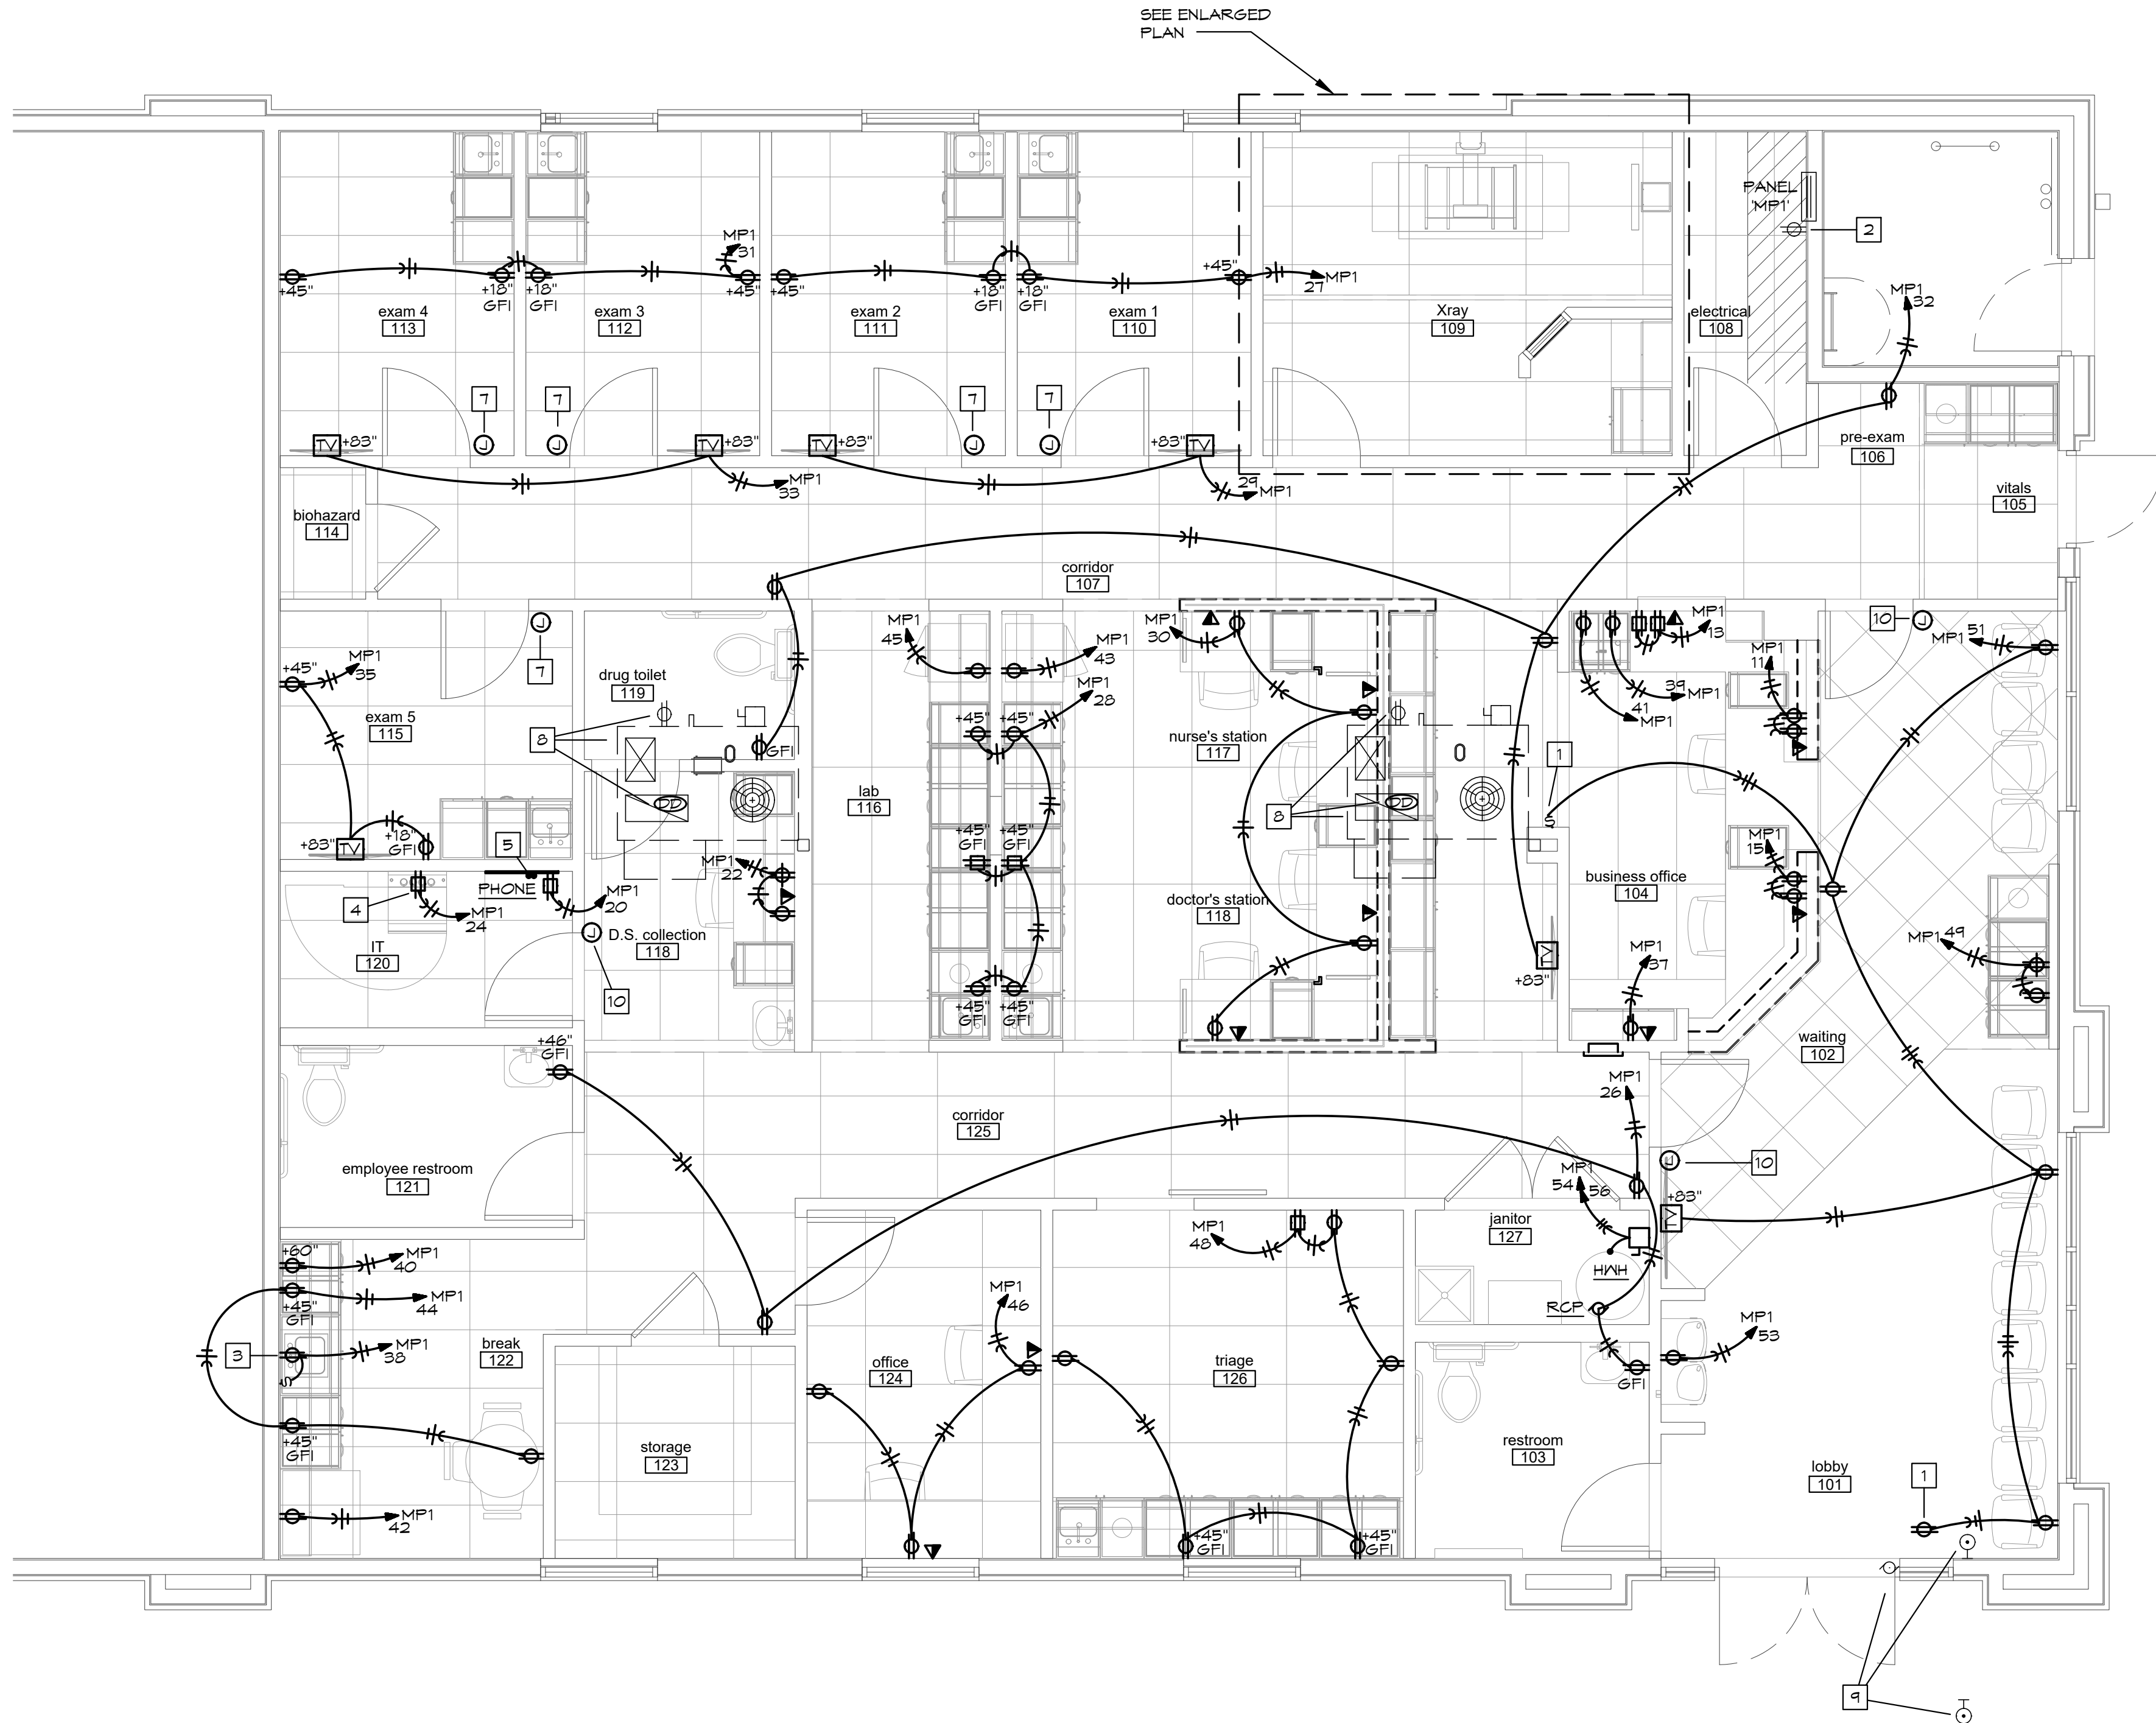 SEE ENLARGED
PLAN
PANEL
'MP1'
2
MP1
31
+45"
+18"
GFI
+18"
GFI
+45"
+45"
+18"
GFI
+18"
GFI
+45"
MP1
27
MP1
32
exam 4
113
exam 3
112
exam 2
111
exam 1
110
Xray
109
electrical
108
7
7
7
7
TV
+83"
TV
+83"
TV
+83"
TV
+83"
MP1
33
29
MP1
pre-exam
106
vitals
105
biohazard
114
corridor
107
MP1
45
MP1
43
MP1
30
MP1
13
10
MP1
51
+45"
MP1
35
7
drug toilet
119
MP1
28
MP1
11
39
MP1
41
MP1
exam 5
115
8
+45"
+45"
GFI
nurse's station
117
1
S
lab
116
DD
DD
8
+83"
TV
+18"
GFI
5
+45"
GFI
+45"
GFI
MP1
15
MP1
22
business office
104
PHONE
4
MP1
24
MP1
20
doctor's station
118
IT
120
D.S. collection
118
10
MP1
49
MP1
37
TV
+83"
+45"
GFI
+45"
GFI
+46"
GFI
waiting
102
MP1
26
corridor
125
10
employee restroom
121
MP1
54
56
+83"
TV
janitor
127
MP1
48
+60"
MP1
40
MP1
44
+45"
GFI
HWH
RCP
MP1
46
MP1
53
3
MP1
38
S
break
122
office
124
triage
126
GFI
+45"
GFI
storage
123
restroom
103
lobby
101
1
MP1
42
+45"
GFI
+45"
GFI
9